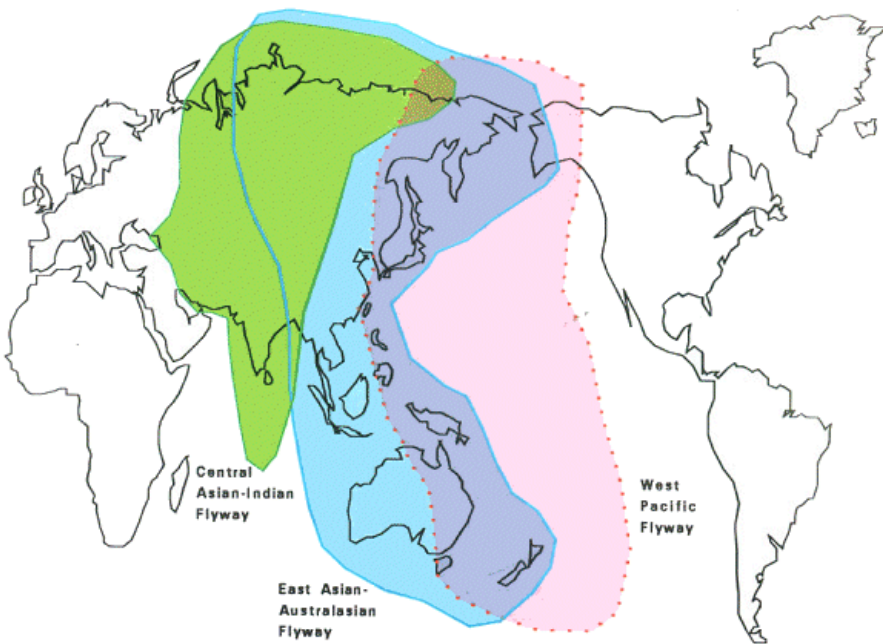 Central
Asian-Indian
Flyway
West
Pacific
Flyway
East Asian-
Australasian
Flyway